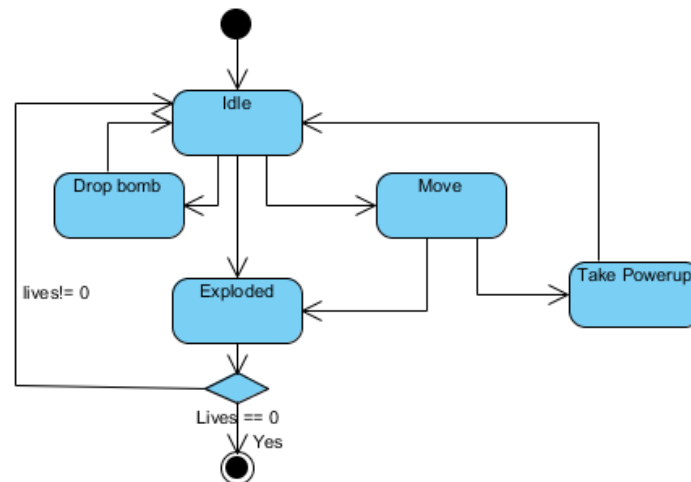 Idle
Drop bomb
Move
Take Powerup
Exploded
lives!= 0
Lives == 0
Yes